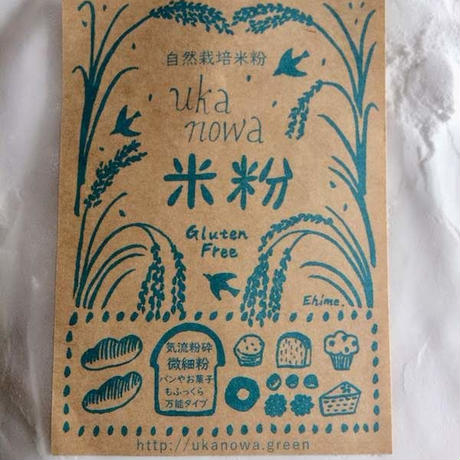 自然栽培米粉
uka
nowa
米粉
Gluten
Free
Ehime.
気流粉砕
微細粉
パンやお菓子
もふっくら
万能タイプ
http://ukanowa.green